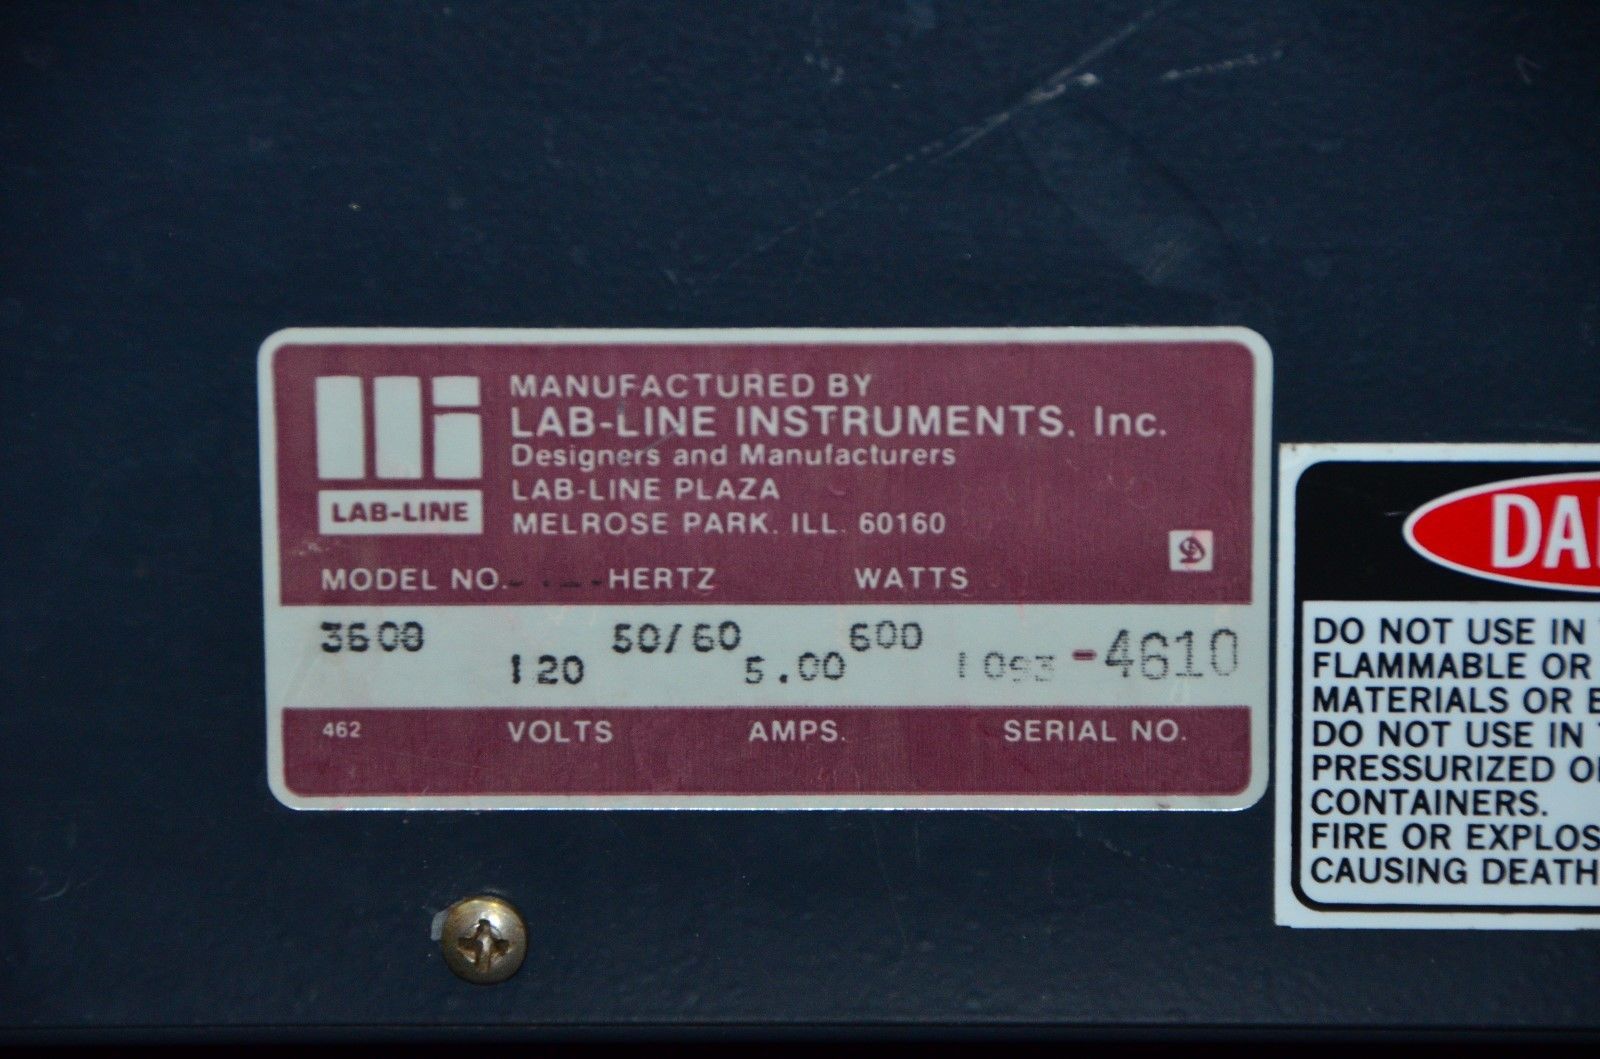 MANUFACTURED BY
LAB-LINE INSTRUMENTS, Inc.
Designers and Manufacturers
LAB-LINE PLAZA
MELROSE PARK, ILL. 60160
LAB-LINE
MODEL NO. HERTZ WATTS
3608 50/60 600
120 5.00 1093-4610
462 VOLTS AMPS. SERIAL NO.
DA
DO NOT USE IN
FLAMMABLE OR
MATERIALS OR E
DO NOT USE IN
PRESSURIZED O
CONTAINERS.
FIRE OR EXPLOS
CAUSING DEATH